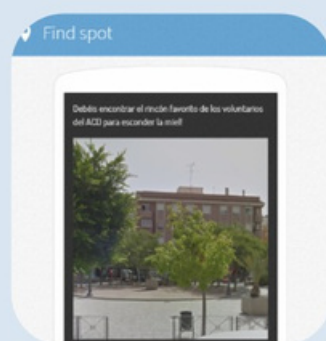 Find spot
Debéis encontrar el rincón favorito de los voluntarios
del ACD para esconder la miel!